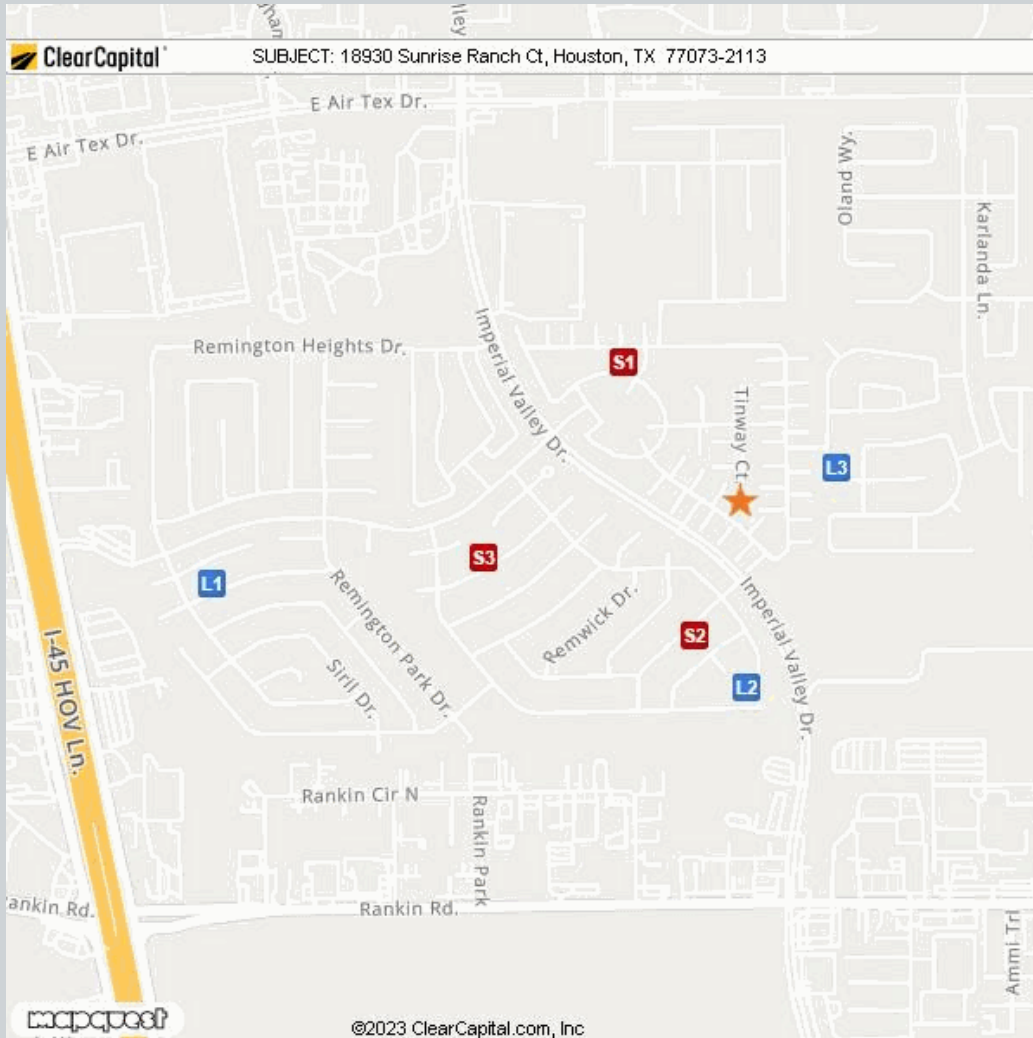 ClearCapital
SUBJECT: 18930 Sunrise Ranch Ct, Houston, TX 77073-2113
E Air Tex Dr.
E Air Tex Dr.
Oland Wy.
Karlanda Ln.
Imperial Valley Dr.
Remington Heights Dr.
S1
Tinway Ct.
L3
S3
L1
Remington Park Dr.
Remwick Dr.
Imperial Valley Dr.
S2
Siril Dr.
L2
I-45 HOV Ln.
Rankin Cir N
Rankin Park
ankin Rd.
Rankin Rd.
Ammi Trl
mapquest
©2023 ClearCapital.com, Inc